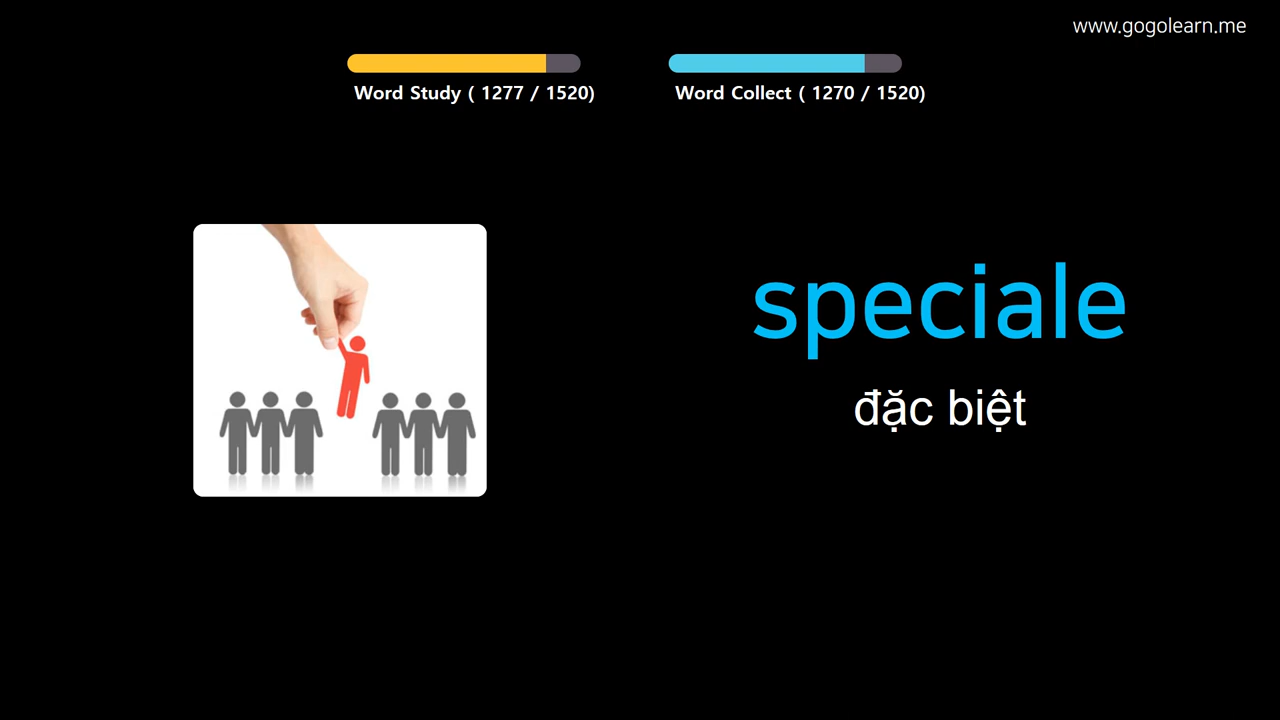 www.gogolearn.me
Word Study ( 1277 / 1520)
Word Collect ( 1270 / 1520)
speciale
đặc biệt